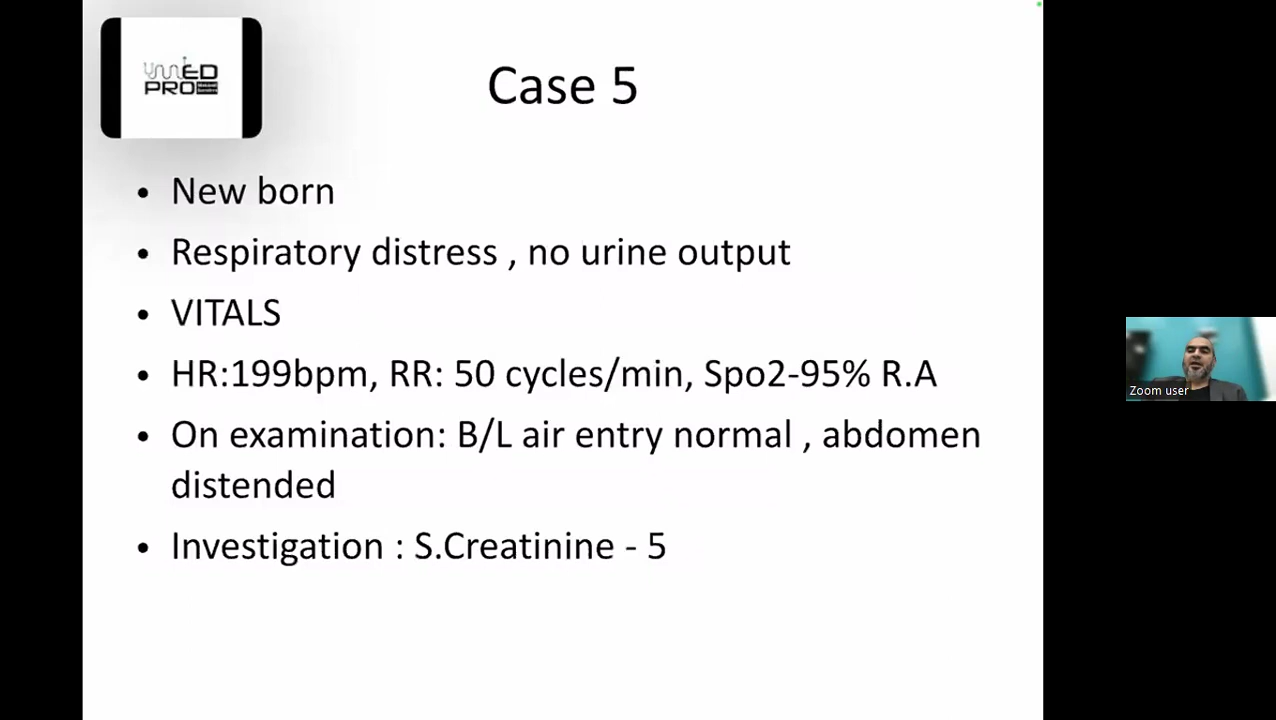 MED
PRO
Case 5
• New born
• Respiratory distress , no urine output
• VITALS
• HR:199bpm, RR: 50 cycles/min, Spo2-95% R.A
• On examination: B/L air entry normal , abdomen
distended
• Investigation : S.Creatinine - 5
Zoom user